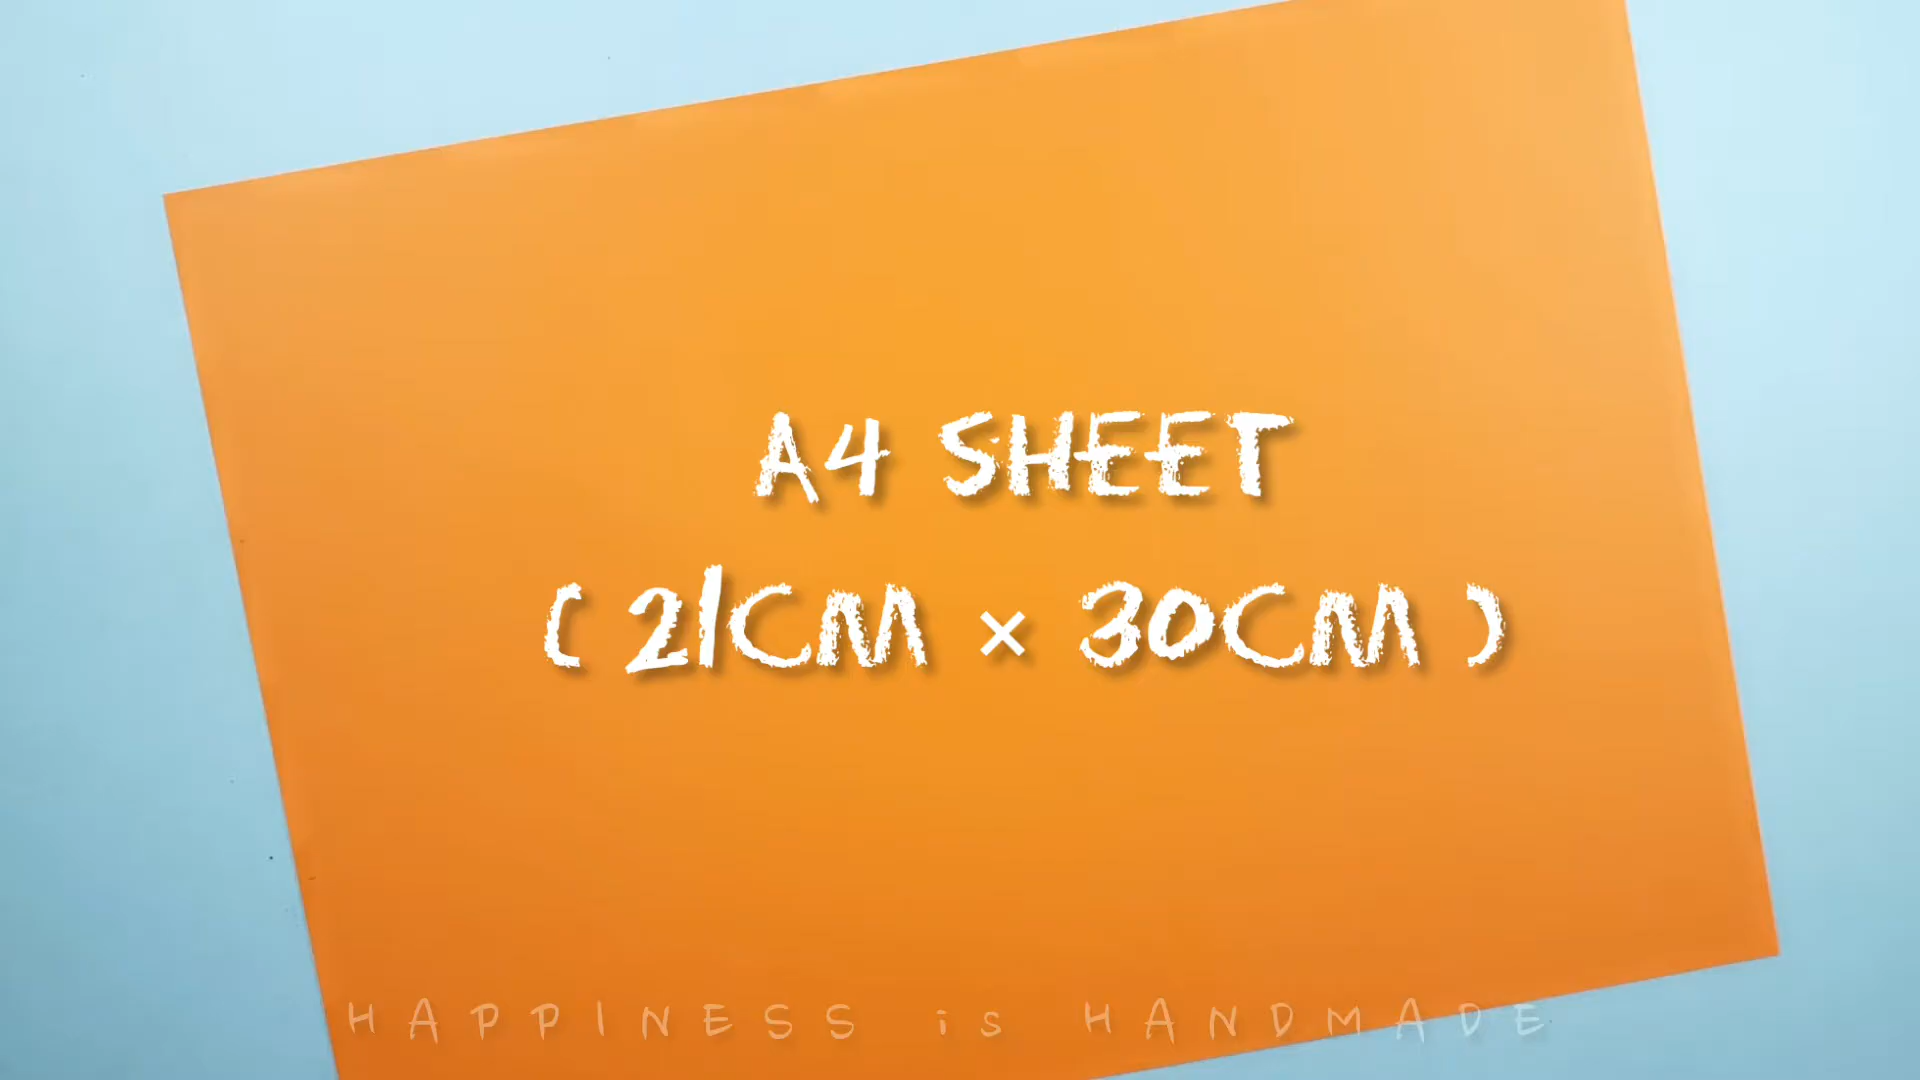 A4 SHEET
( 21CM × 30CM )
HAPPINESS is HANDMADE